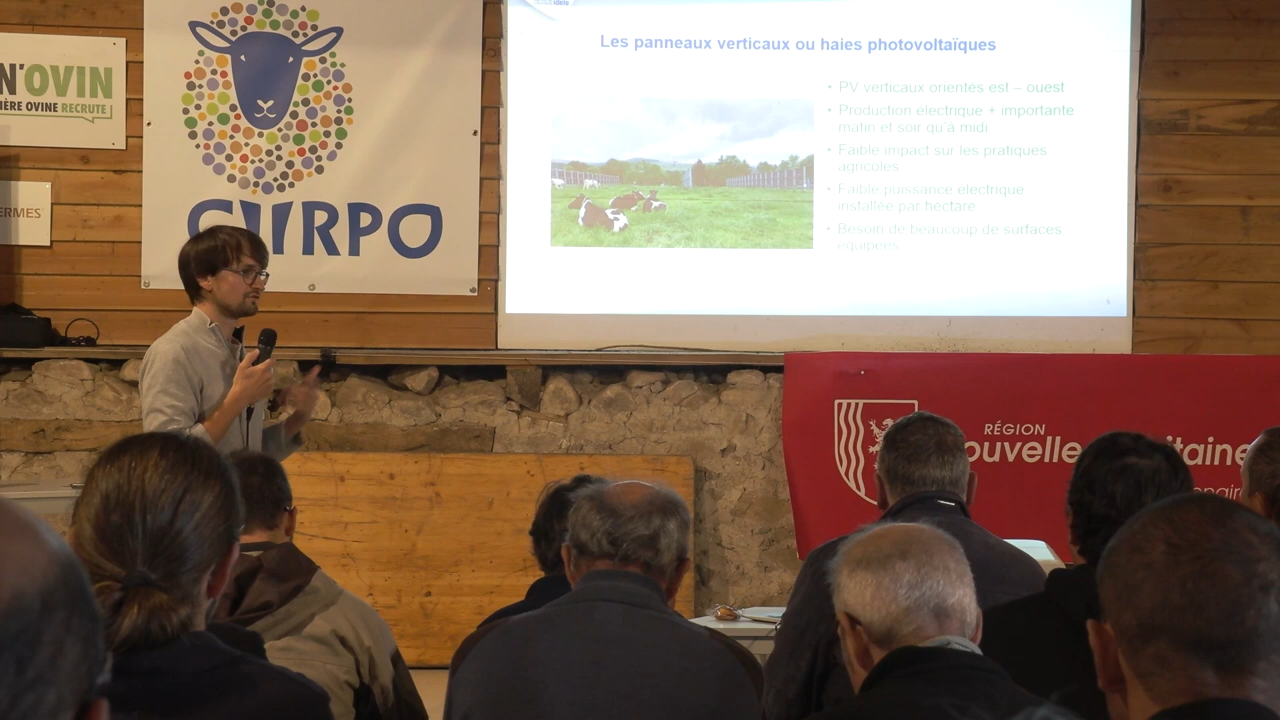 N'OVIN
IÈRE OVINE RECRUTE
ERMES
CIIRPO
idele
Les panneaux verticaux ou haies photovoltaïques
• PV verticaux orientés est – ouest
• Production électrique + importante
matin et soir qu'à midi
• Faible impact sur les pratiques
agricoles
• Faible puissance électrique
installée par hectare
• Besoin de beaucoup de surfaces
équipées
RÉGION
ouvelle
itaine